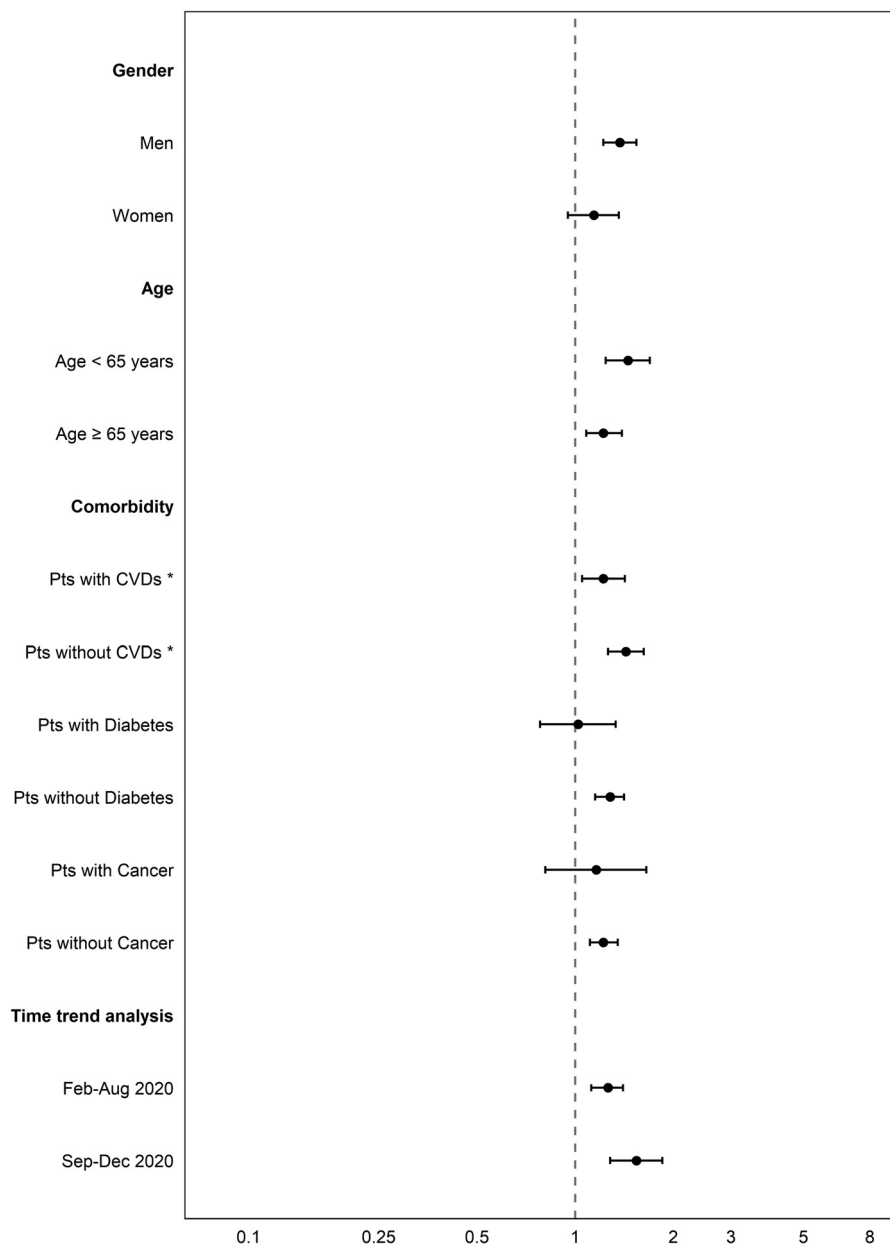 Gender
Men
Women
Age
Age < 65 years
Age ≥ 65 years
Comorbidity
Pts with CVDs *
Pts without CVDs *
Pts with Diabetes
Pts without Diabetes
Pts with Cancer
Pts without Cancer
Time trend analysis
Feb-Aug 2020
Sep-Dec 2020
0.1 0.25 0.5 1 2 3 5 8